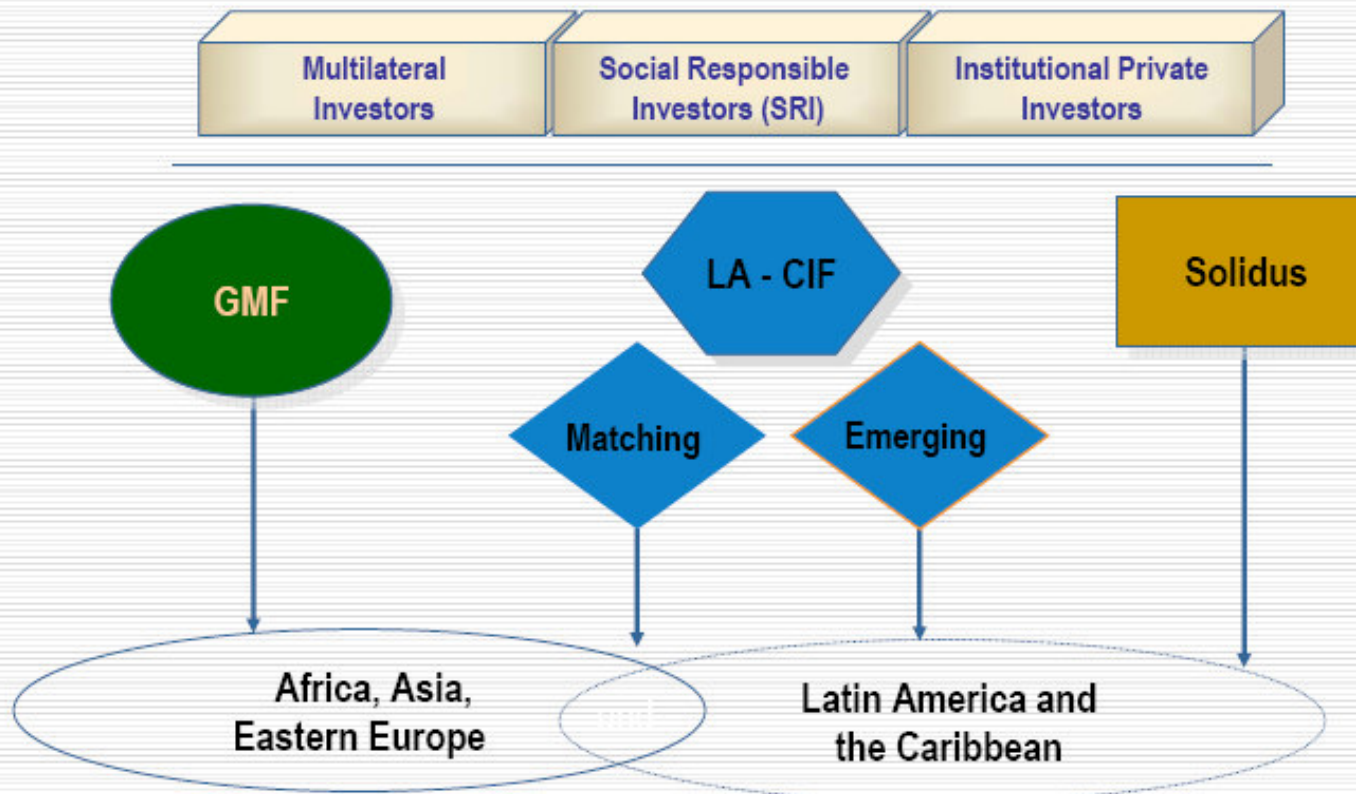 Multilateral
Investors
Social Responsible
Investors (SRI)
Institutional Private
Investors
GMF
LA - CIF
Solidus
Matching
Emerging
Africa, Asia,
Eastern Europe
and
Latin America and
the Caribbean